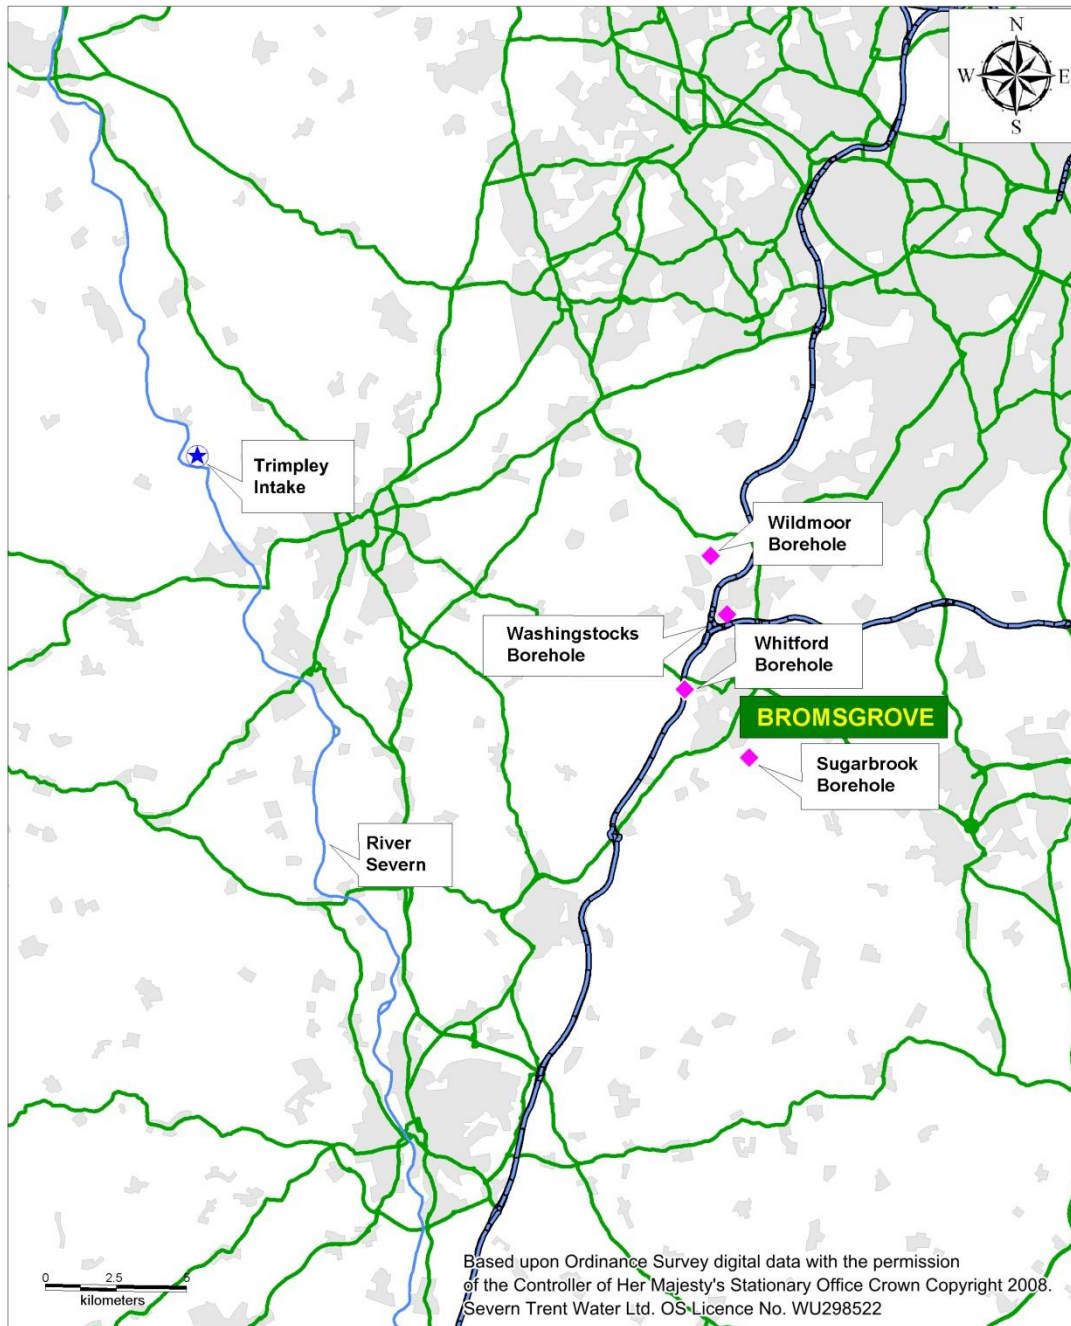 N
W E
S
Trimpley
Intake
Wildmoor
Borehole
Washingstocks
Borehole
Whitford
Borehole
BROMSGROVE
Sugarbrook
Borehole
River
Severn
0 2.5 5
kilometers
Based upon Ordinance Survey digital data with the permission
of the Controller of Her Majesty's Stationary Office Crown Copyright 2008.
Severn Trent Water Ltd. OS Licence No. WU298522